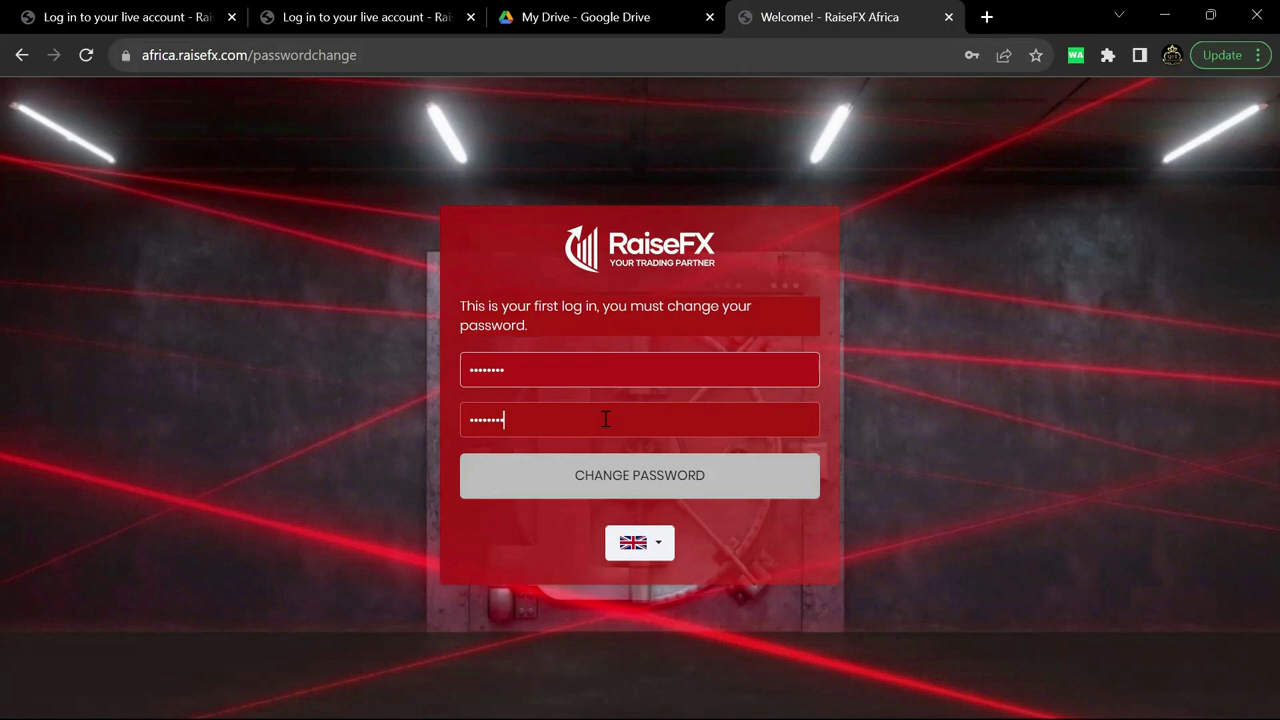 Log in to your live account - Rai
Log in to your live account - Rai
My Drive - Google Drive
Welcome! - RaiseFX Africa
africa.raisefx.com/passwordchange
WA
Update
RaiseFX
YOUR TRADING PARTNER
This is your first log in, you must change your
password.
••••••••
••••••••
CHANGE PASSWORD